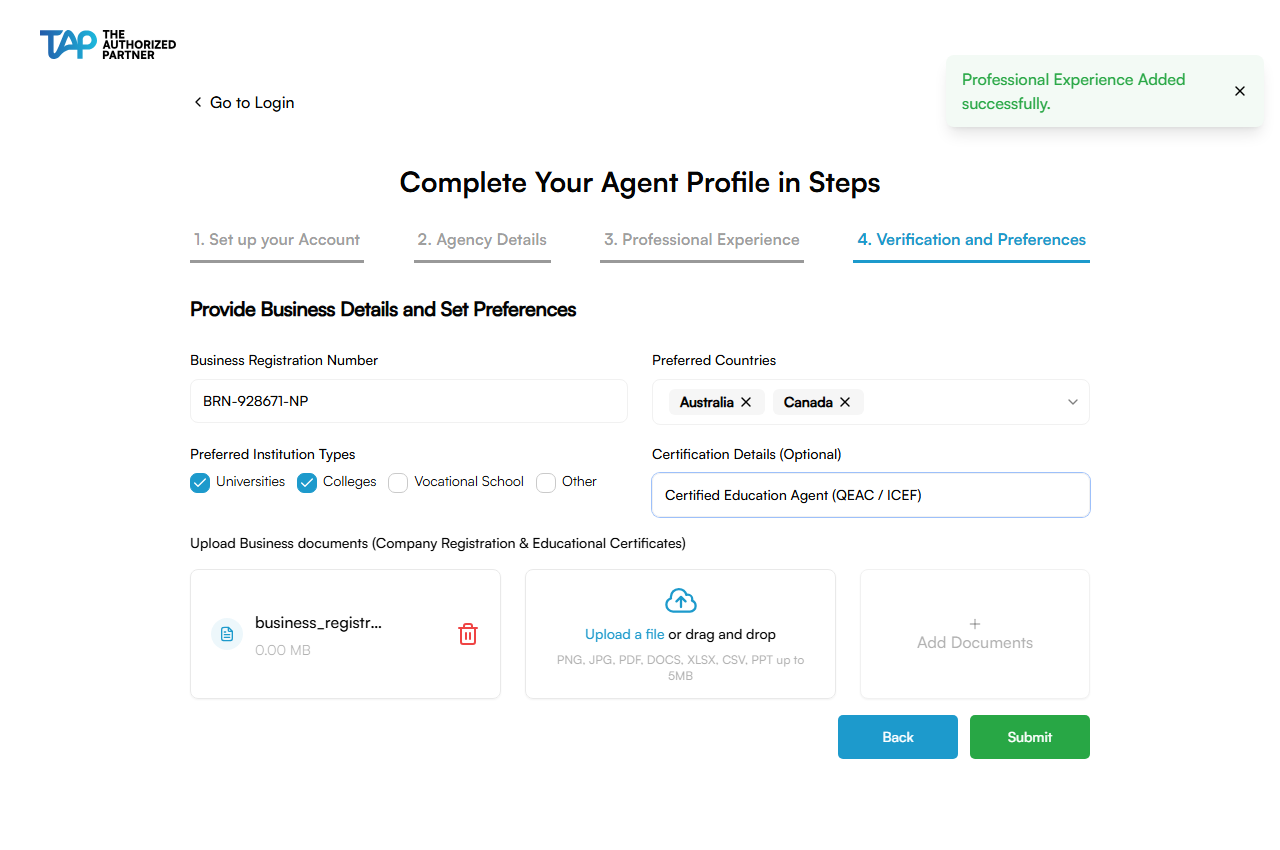 TAP THE
AUTHORIZED
PARTNER
Go to Login
Professional Experience Added
successfully.
Complete Your Agent Profile in Steps
1. Set up your Account
2. Agency Details
3. Professional Experience
4. Verification and Preferences
Provide Business Details and Set Preferences
Business Registration Number
BRN-928671-NP
Preferred Countries
Australia
Canada
Preferred Institution Types
Universities
Colleges
Vocational School
Other
Certification Details (Optional)
Certified Education Agent (QEAC / ICEF)
Upload Business documents (Company Registration & Educational Certificates)
business_registr...
0.00 MB
Upload a file or drag and drop
PNG, JPG, PDF, DOCS, XLSX, CSV, PPT up to
5MB
+
Add Documents
Back
Submit